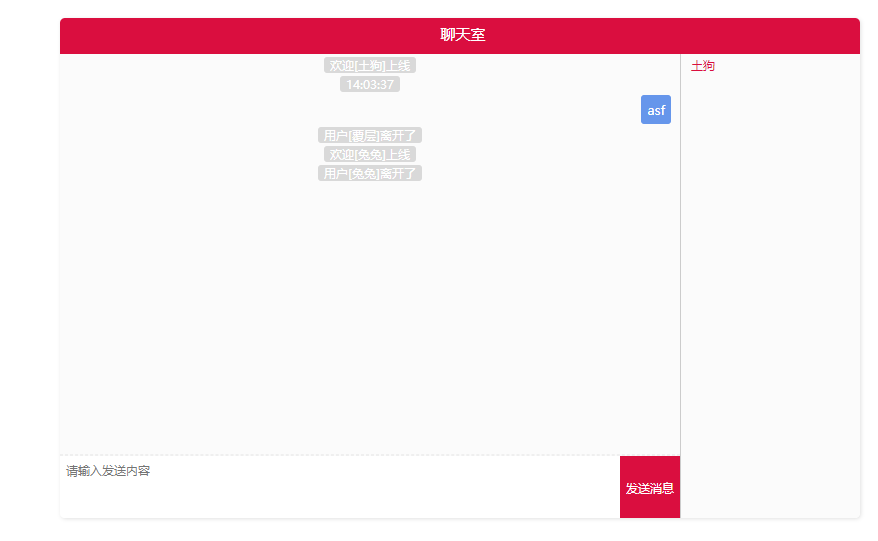 聊天室
欢迎[土狗]上线
土狗
14:03:37
asf
用户[覆层]离开了
欢迎[兔兔]上线
用户[兔兔]离开了
请输入发送内容
发送消息